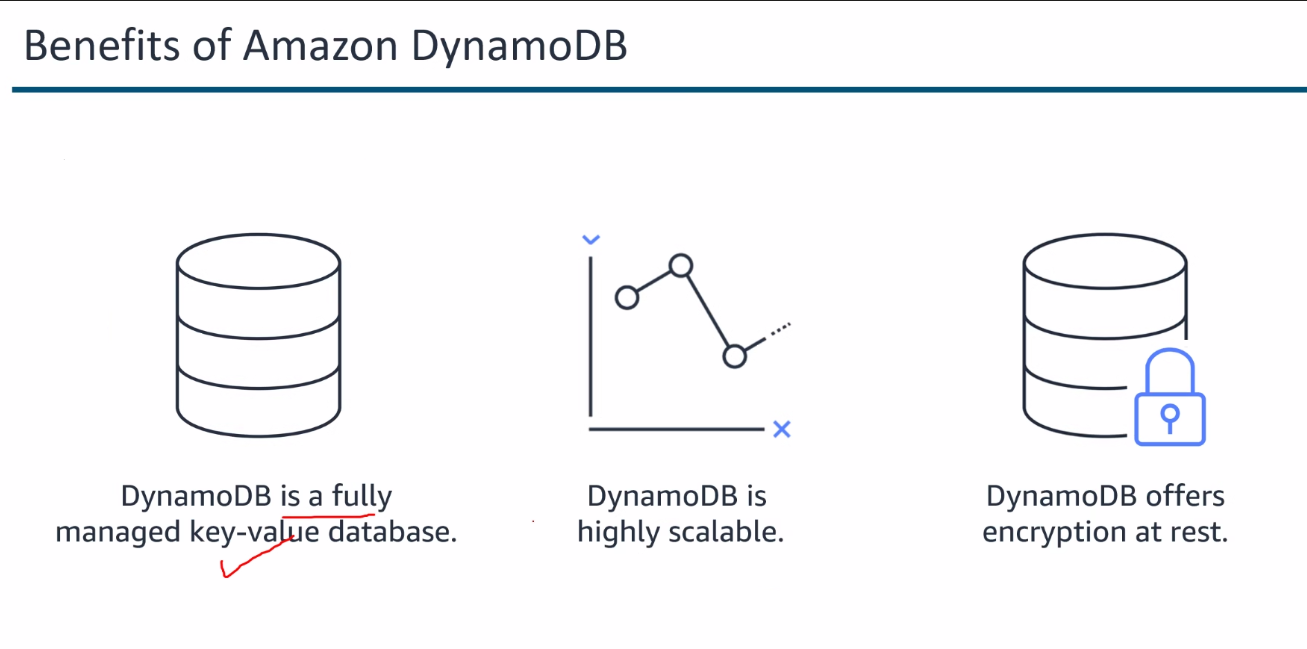 Benefits of Amazon DynamoDB
DynamoDB is a fully
managed key-value database.
DynamoDB is
highly scalable.
DynamoDB offers
encryption at rest.